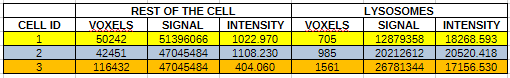 REST OF THE CELL LYSOSOMES
CELL ID VOXELS SIGNAL INTENSITY VOXELS SIGNAL INTENSITY
1 50242 51396066 1022.970 705 12879358 18268.593
2 42451 47045484 1108.230 985 20212612 20520.418
3 116432 47045484 404.060 1561 26781344 17156.530